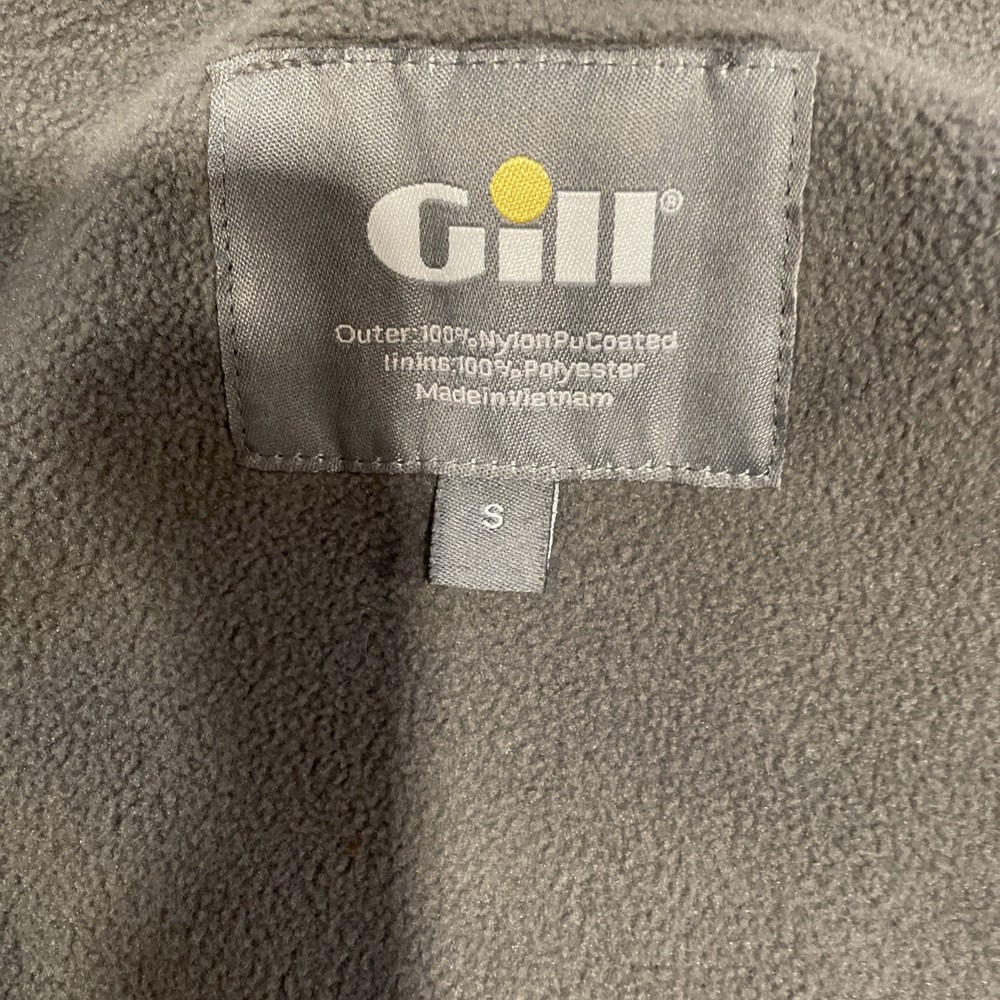 Gill®
Outer:100%NylonPuCoated
lining:100%Polyester
MadeinVietnam
S